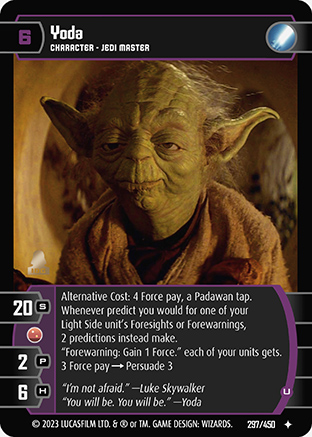 6
Yoda
CHARACTER - JEDI MASTER
20 S
2 P
6 H
Alternative Cost: 4 Force pay, a Padawan tap.
Whenever predict you would for one of your
Light Side unit's Foresights or Forewarnings,
2 predictions instead make.
"Forewarning: Gain 1 Force." each of your units gets.
3 Force pay → Persuade 3
"I'm not afraid." —Luke Skywalker
"You will be. You will be." —Yoda
U
© 2023 LUCASFILM LTD. & ® or TM. GAME DESIGN: WIZARDS.
297/450